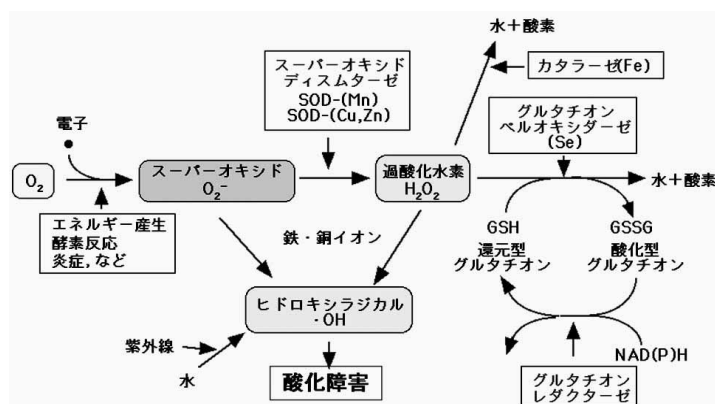 水＋酸素
スーパーオキシド
ディスムターゼ
SOD-(Mn)
SOD-(Cu,Zn)
カタラーゼ(Fe)
グルタチオン
ペルオキシダーゼ
(Se)
電子
O₂
スーパーオキシド
O₂⁻
過酸化水素
H₂O₂
水＋酸素
エネルギー産生
酵素反応
炎症,など
鉄・銅イオン
GSH
還元型
グルタチオン
GSSG
酸化型
グルタチオン
ヒドロキシラジカル
・OH
紫外線
水
酸化障害
NAD(P)H
グルタチオン
レダクターゼ